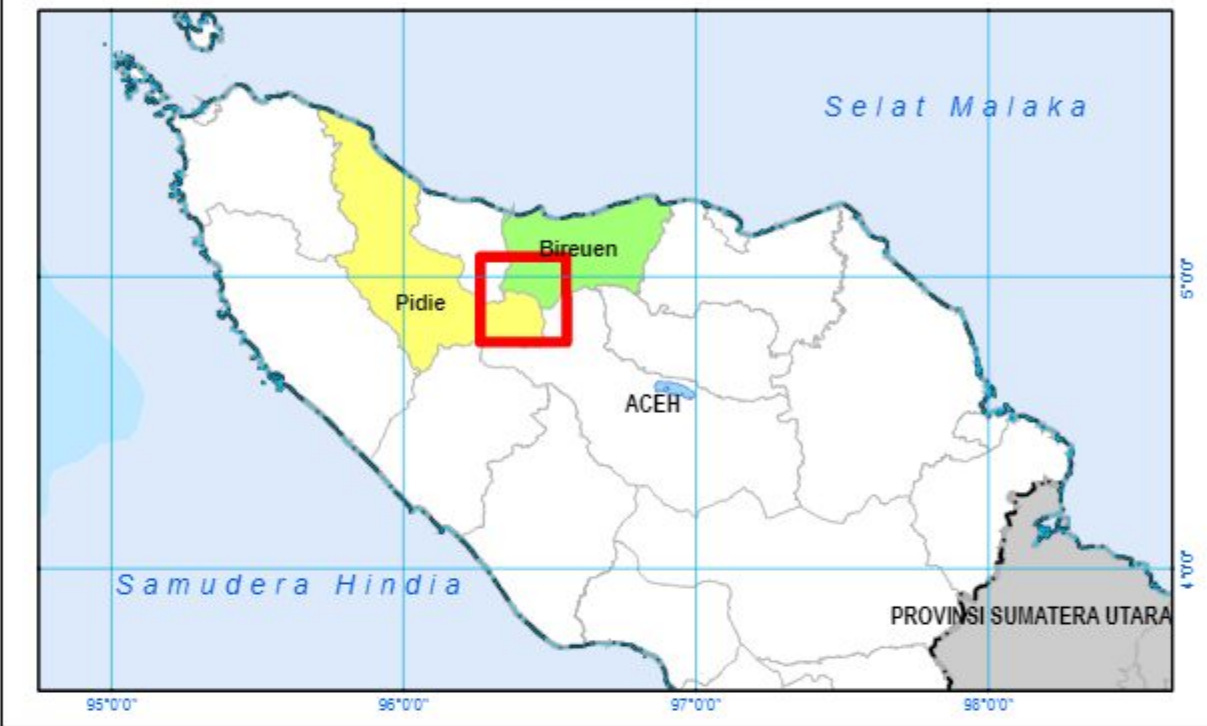 Selat Malaka
Bireuen
5°0'0"
Pidie
ACEH
4°0'0"
Samudera Hindia
PROVINSI SUMATERA UTARA
95°0'0"
96°0'0"
97°0'0"
98°0'0"